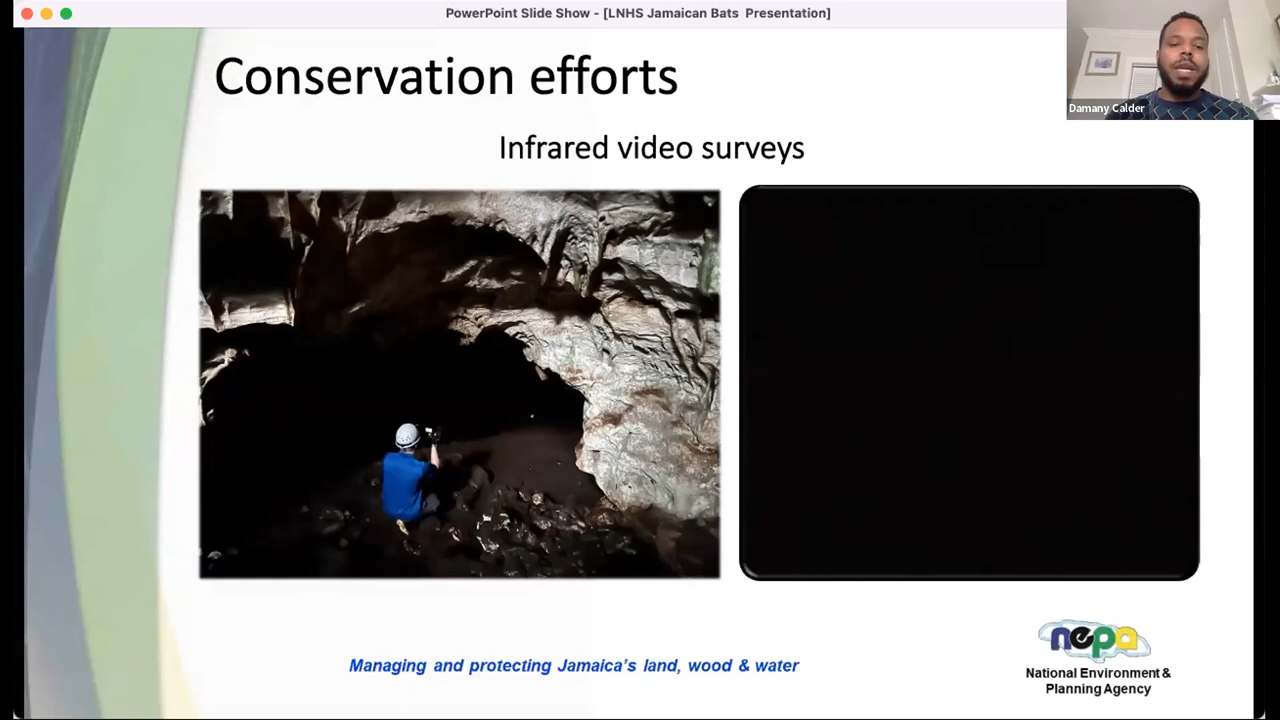 PowerPoint Slide Show - [LNHS Jamaican Bats  Presentation]
Damany Calder
Conservation efforts
Infrared video surveys
Managing and protecting Jamaica's land, wood & water
nepa
National Environment &
Planning Agency